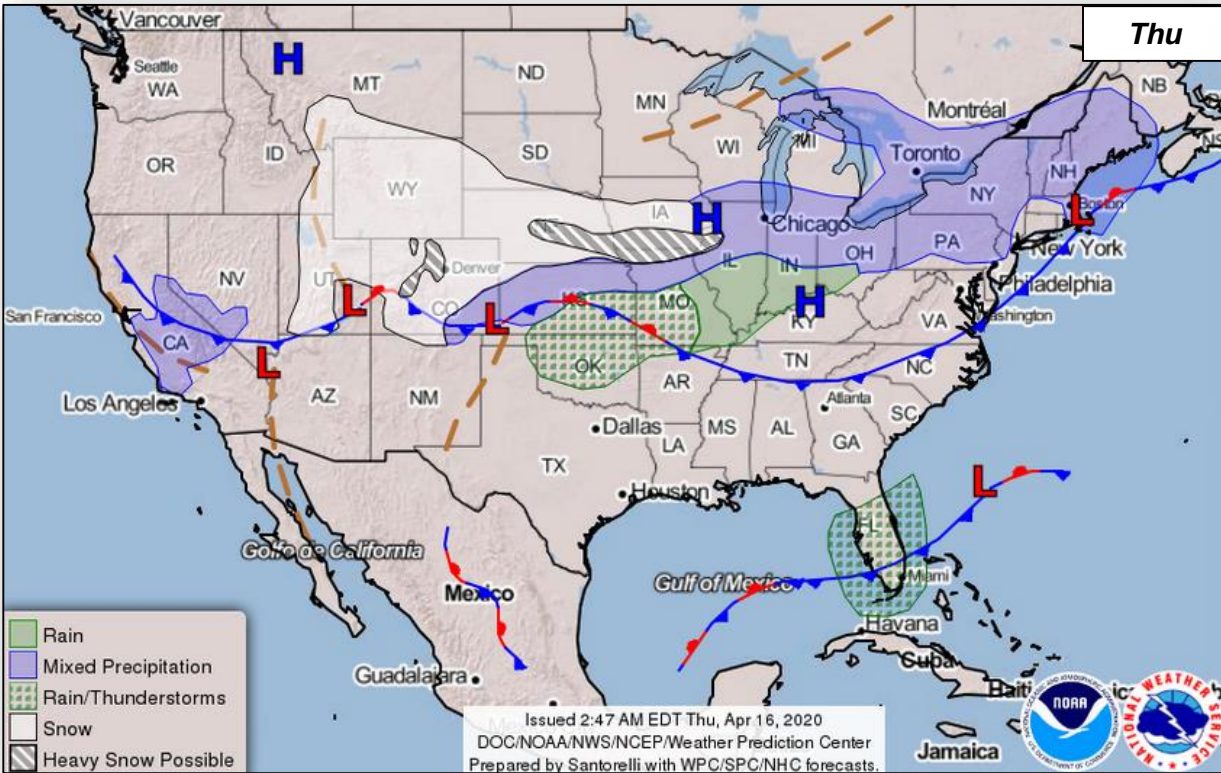 Thu
Vancouver
Seattle
WA
H
MT
ND
MN
Montréal
NB
NS
OR
ID
SD
WI
MI
Toronto
NH
WY
IA
H
NY
Boston
L
Chicago
NV
UT
Denver
IL
IN
OH
PA
New York
Philadelphia
San Francisco
L
CO
L
KS
MO
H
KY
VA
Washington
CA
L
OK
TN
NC
Los Angeles
AZ
NM
AR
Atlanta
SC
Dallas
LA
MS
AL
GA
TX
Houston
L
FL
Golfo de California
Mexico
Gulf of Mexico
Miami
Havana
Cuba
Guadalajara
Haiti
Jamaica
Rain
Mixed Precipitation
Rain/Thunderstorms
Snow
Heavy Snow Possible
Issued 2:47 AM EDT Thu, Apr 16, 2020
DOC/NOAA/NWS/NCEP/Weather Prediction Center
Prepared by Santorelli with WPC/SPC/NHC forecasts.
NOAA
NATIONAL WEATHER SERVICE